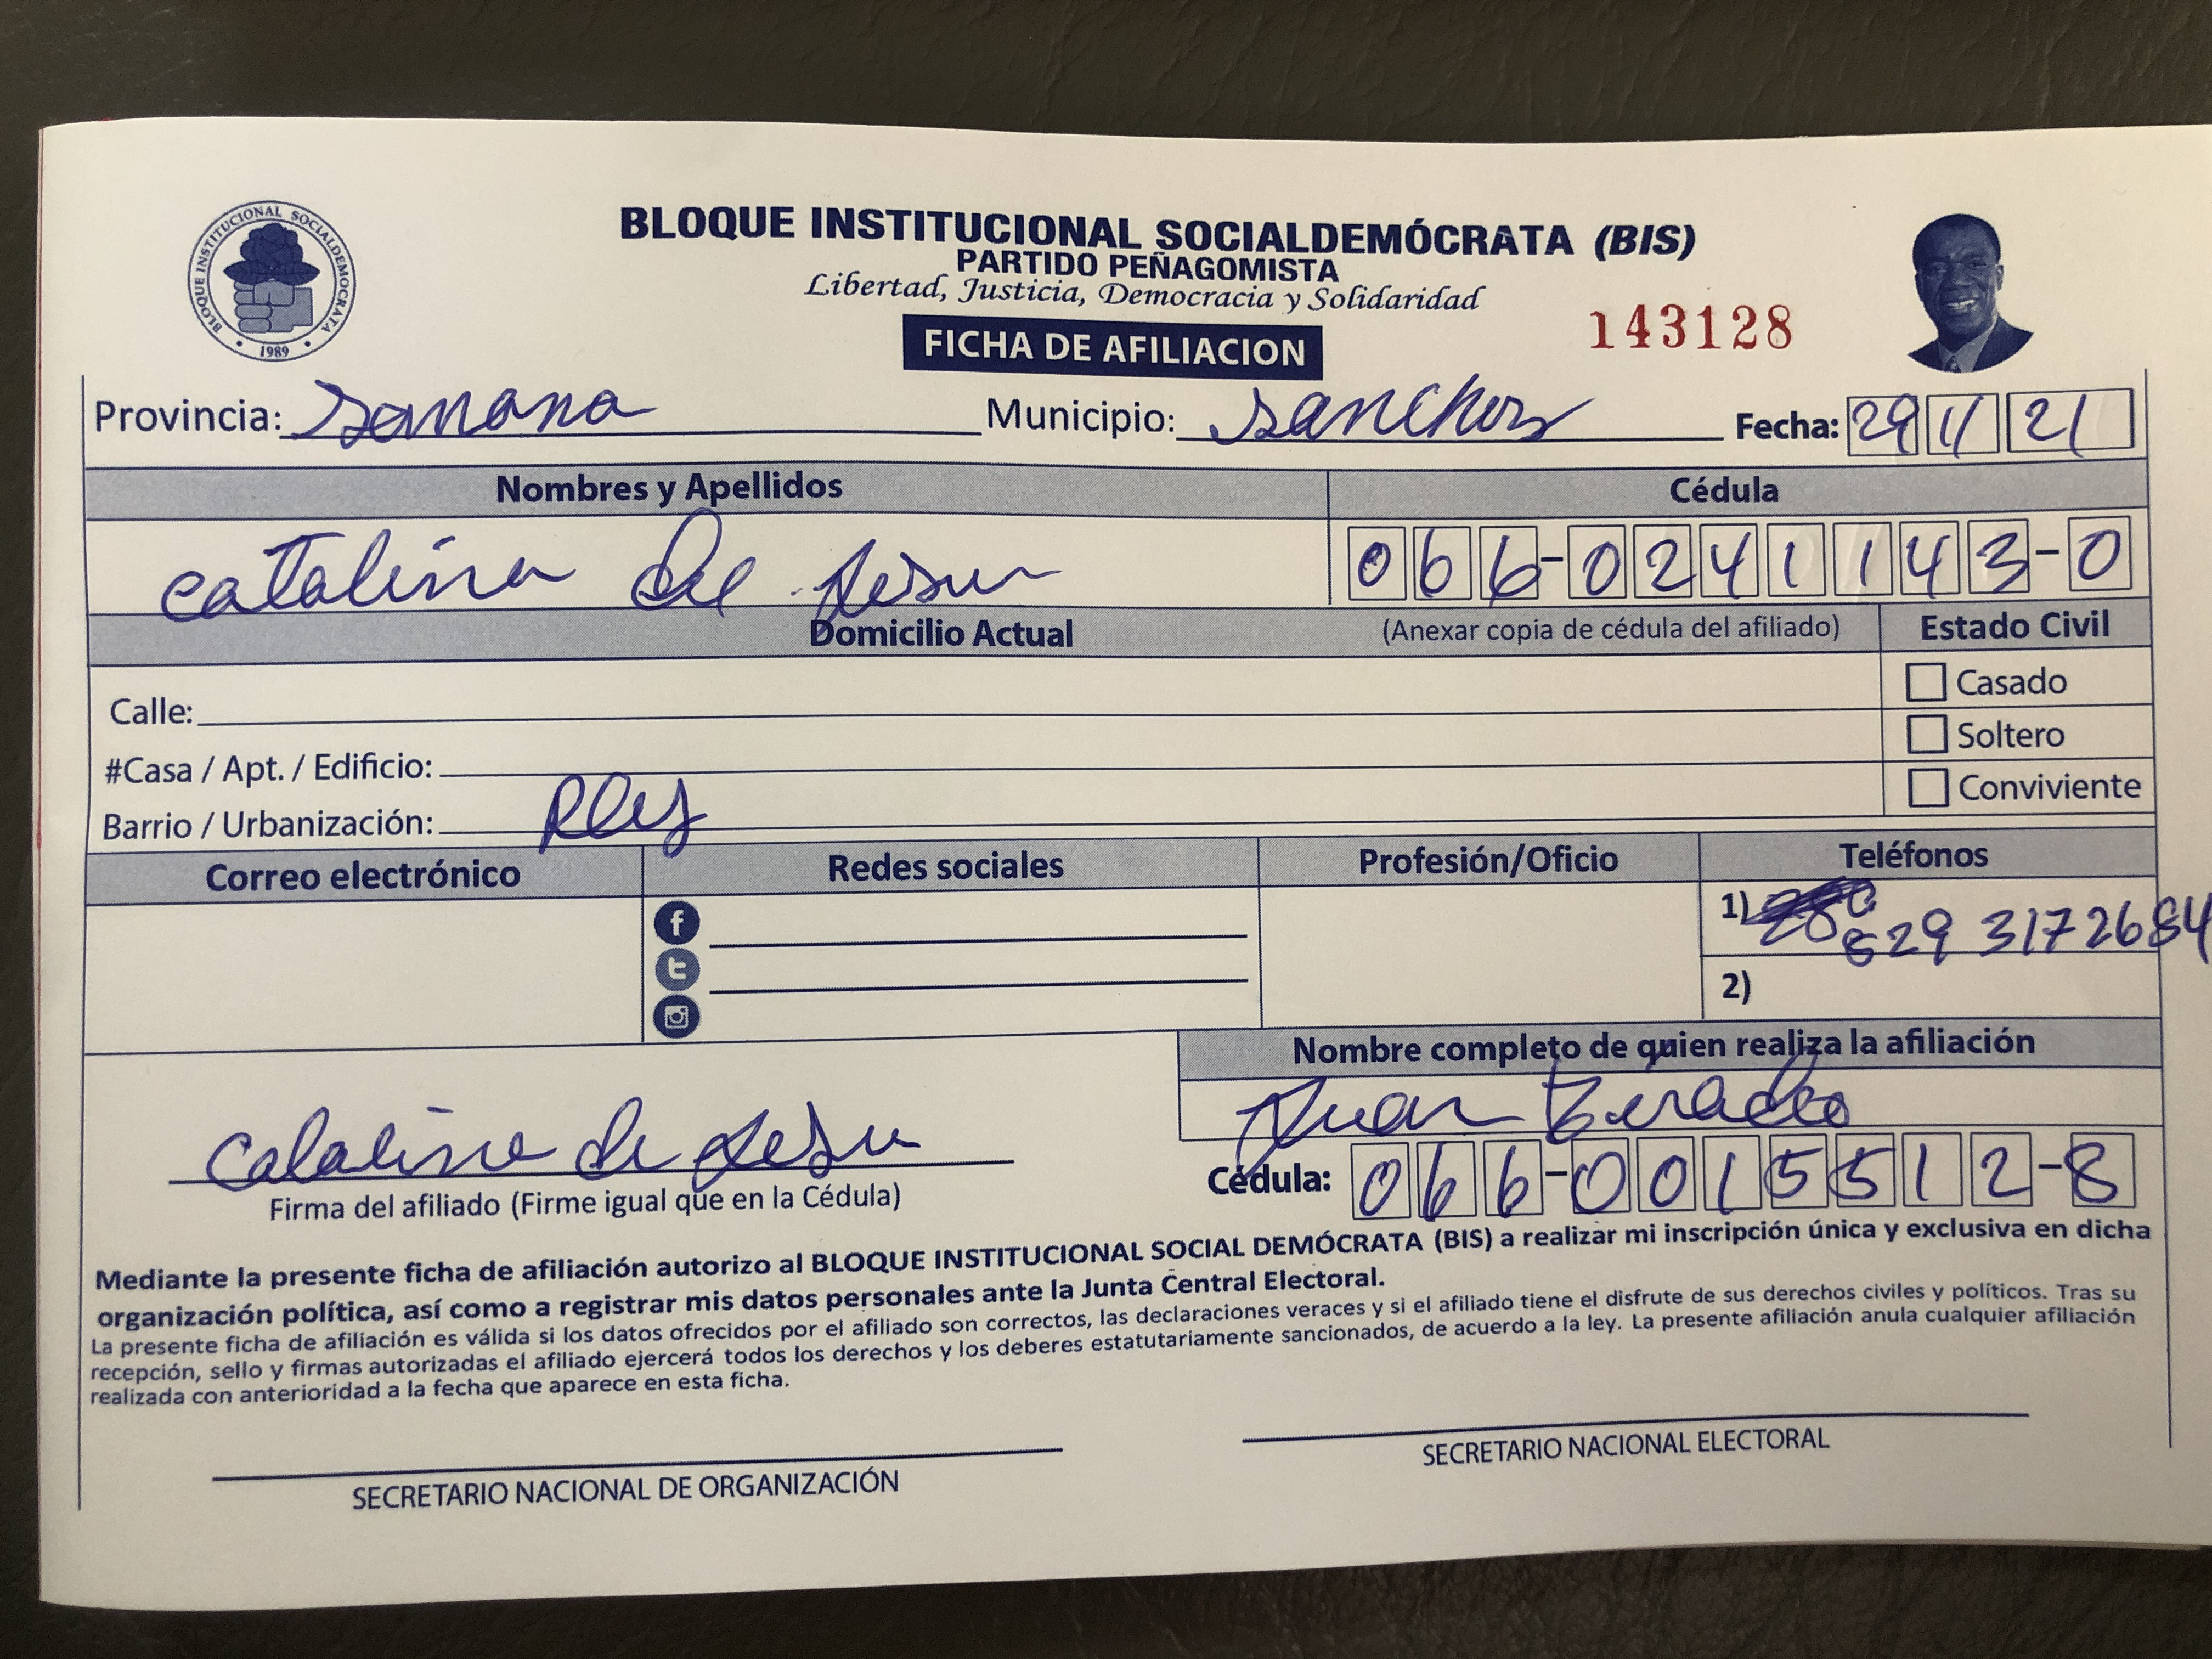 BLOQUE INSTITUCIONAL SOCIALDEMÓCRATA
1989
BLOQUE INSTITUCIONAL SOCIALDEMÓCRATA (BIS)
PARTIDO PEÑAGOMISTA
Libertad, Justicia, Democracia y Solidaridad
FICHA DE AFILIACION
143128
Provincia: samana Municipio: sanchez Fecha: 29 11 21
Nombres y Apellidos Cédula
catalina de Jesu 066-0241143-0
Domicilio Actual (Anexar copia de cédula del afiliado) Estado Civil
Calle: Casado
#Casa / Apt. / Edificio: Soltero
Barrio / Urbanización: Conviviente
Correo electrónico Redes sociales Profesión/Oficio Teléfonos
1) 829 3172684
2)
Nombre completo de quien realiza la afiliación
Juan
catalina de Jesu
Firma del afiliado (Firme igual que en la Cédula) Cédula: 066-0015512-8
Mediante la presente ficha de afiliación autorizo al BLOQUE INSTITUCIONAL SOCIAL DEMÓCRATA (BIS) a realizar mi inscripción única y exclusiva en dicha
organización política, así como a registrar mis datos personales ante la Junta Central Electoral.
La presente ficha de afiliación es válida si los datos ofrecidos por el afiliado son correctos, las declaraciones veraces y si el afiliado tiene el disfrute de sus derechos civiles y políticos. Tras su
recepción, sello y firmas autorizadas el afiliado ejercerá todos los derechos y los deberes estatutariamente sancionados, de acuerdo a la ley. La presente afiliación anula cualquier afiliación
realizada con anterioridad a la fecha que aparece en esta ficha.
SECRETARIO NACIONAL DE ORGANIZACIÓN SECRETARIO NACIONAL ELECTORAL